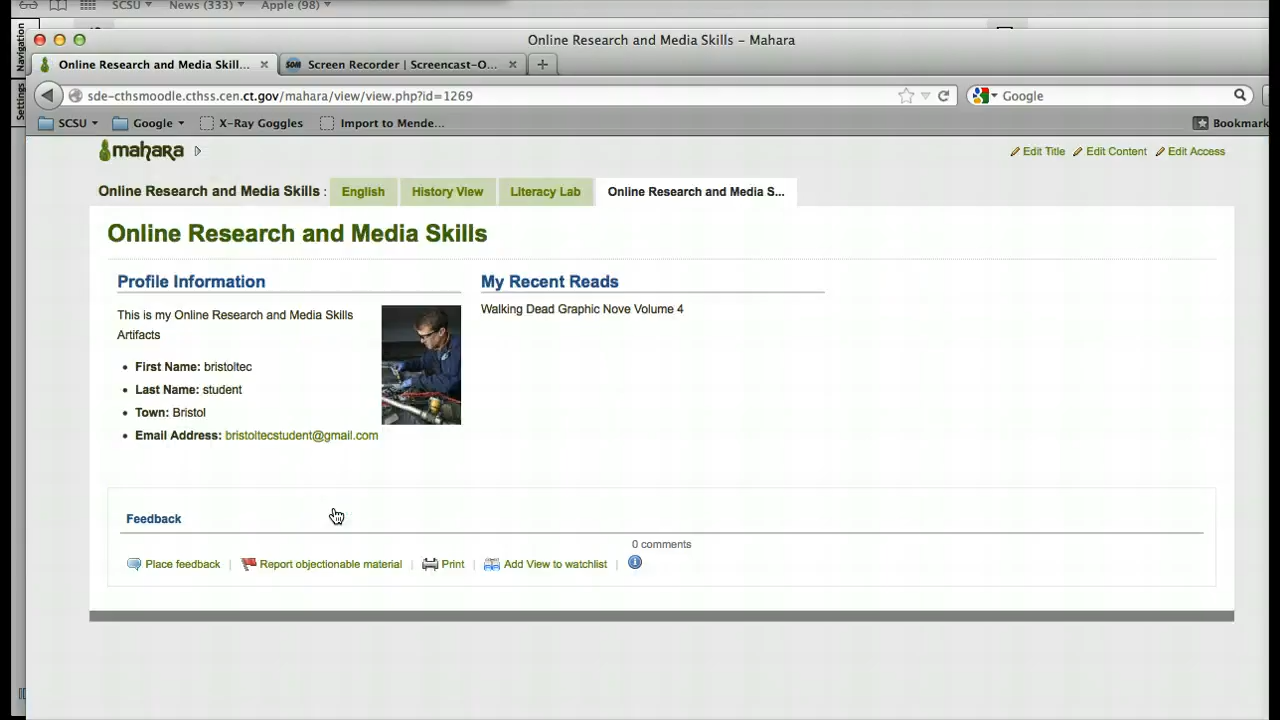 SCSU News (333) Apple (98)
Navigation
Settings
Online Research and Media Skills – Mahara
Online Research and Media Skill... Screen Recorder | Screencast-O...
sde-cthsmoodle.cthss.cen.ct.gov/mahara/view/view.php?id=1269 Google
SCSU Google X-Ray Goggles Import to Mende... Bookmark
mahara Edit Title Edit Content Edit Access
Online Research and Media Skills : English History View Literacy Lab Online Research and Media S...
Online Research and Media Skills
Profile Information
This is my Online Research and Media Skills
Artifacts
First Name: bristoltec
Last Name: student
Town: Bristol
Email Address: bristoltecstudent@gmail.com
My Recent Reads
Walking Dead Graphic Nove Volume 4
Feedback
0 comments
Place feedback | Report objectionable material | Print | Add View to watchlist |